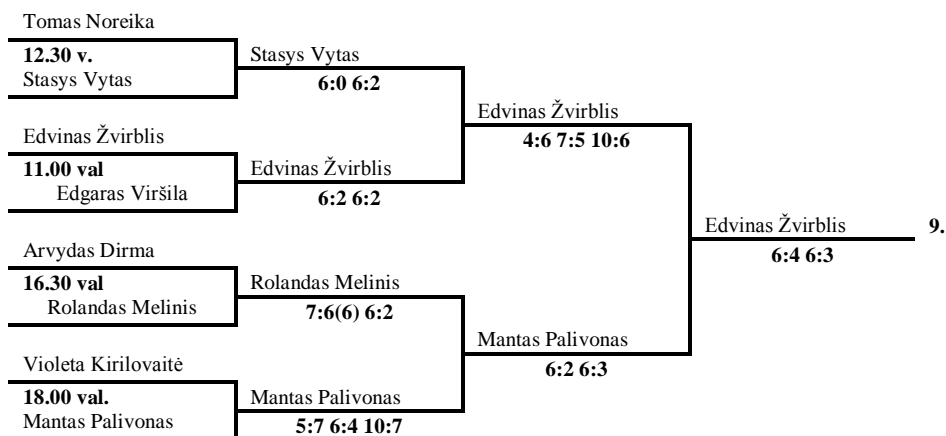 Tomas Noreika
12.30 v.
Stasys Vytas
Stasys Vytas
6:0 6:2
Edvinas Žvirblis
4:6 7:5 10:6
Edvinas Žvirblis
11.00 val
Edgaras Viršila
Edvinas Žvirblis
6:2 6:2
Edvinas Žvirblis
9.
6:4 6:3
Arvydas Dirma
16.30 val
Rolandas Melinis
Rolandas Melinis
7:6(6) 6:2
Mantas Palivonas
6:2 6:3
Violeta Kirilovaitė
18.00 val.
Mantas Palivonas
Mantas Palivonas
5:7 6:4 10:7